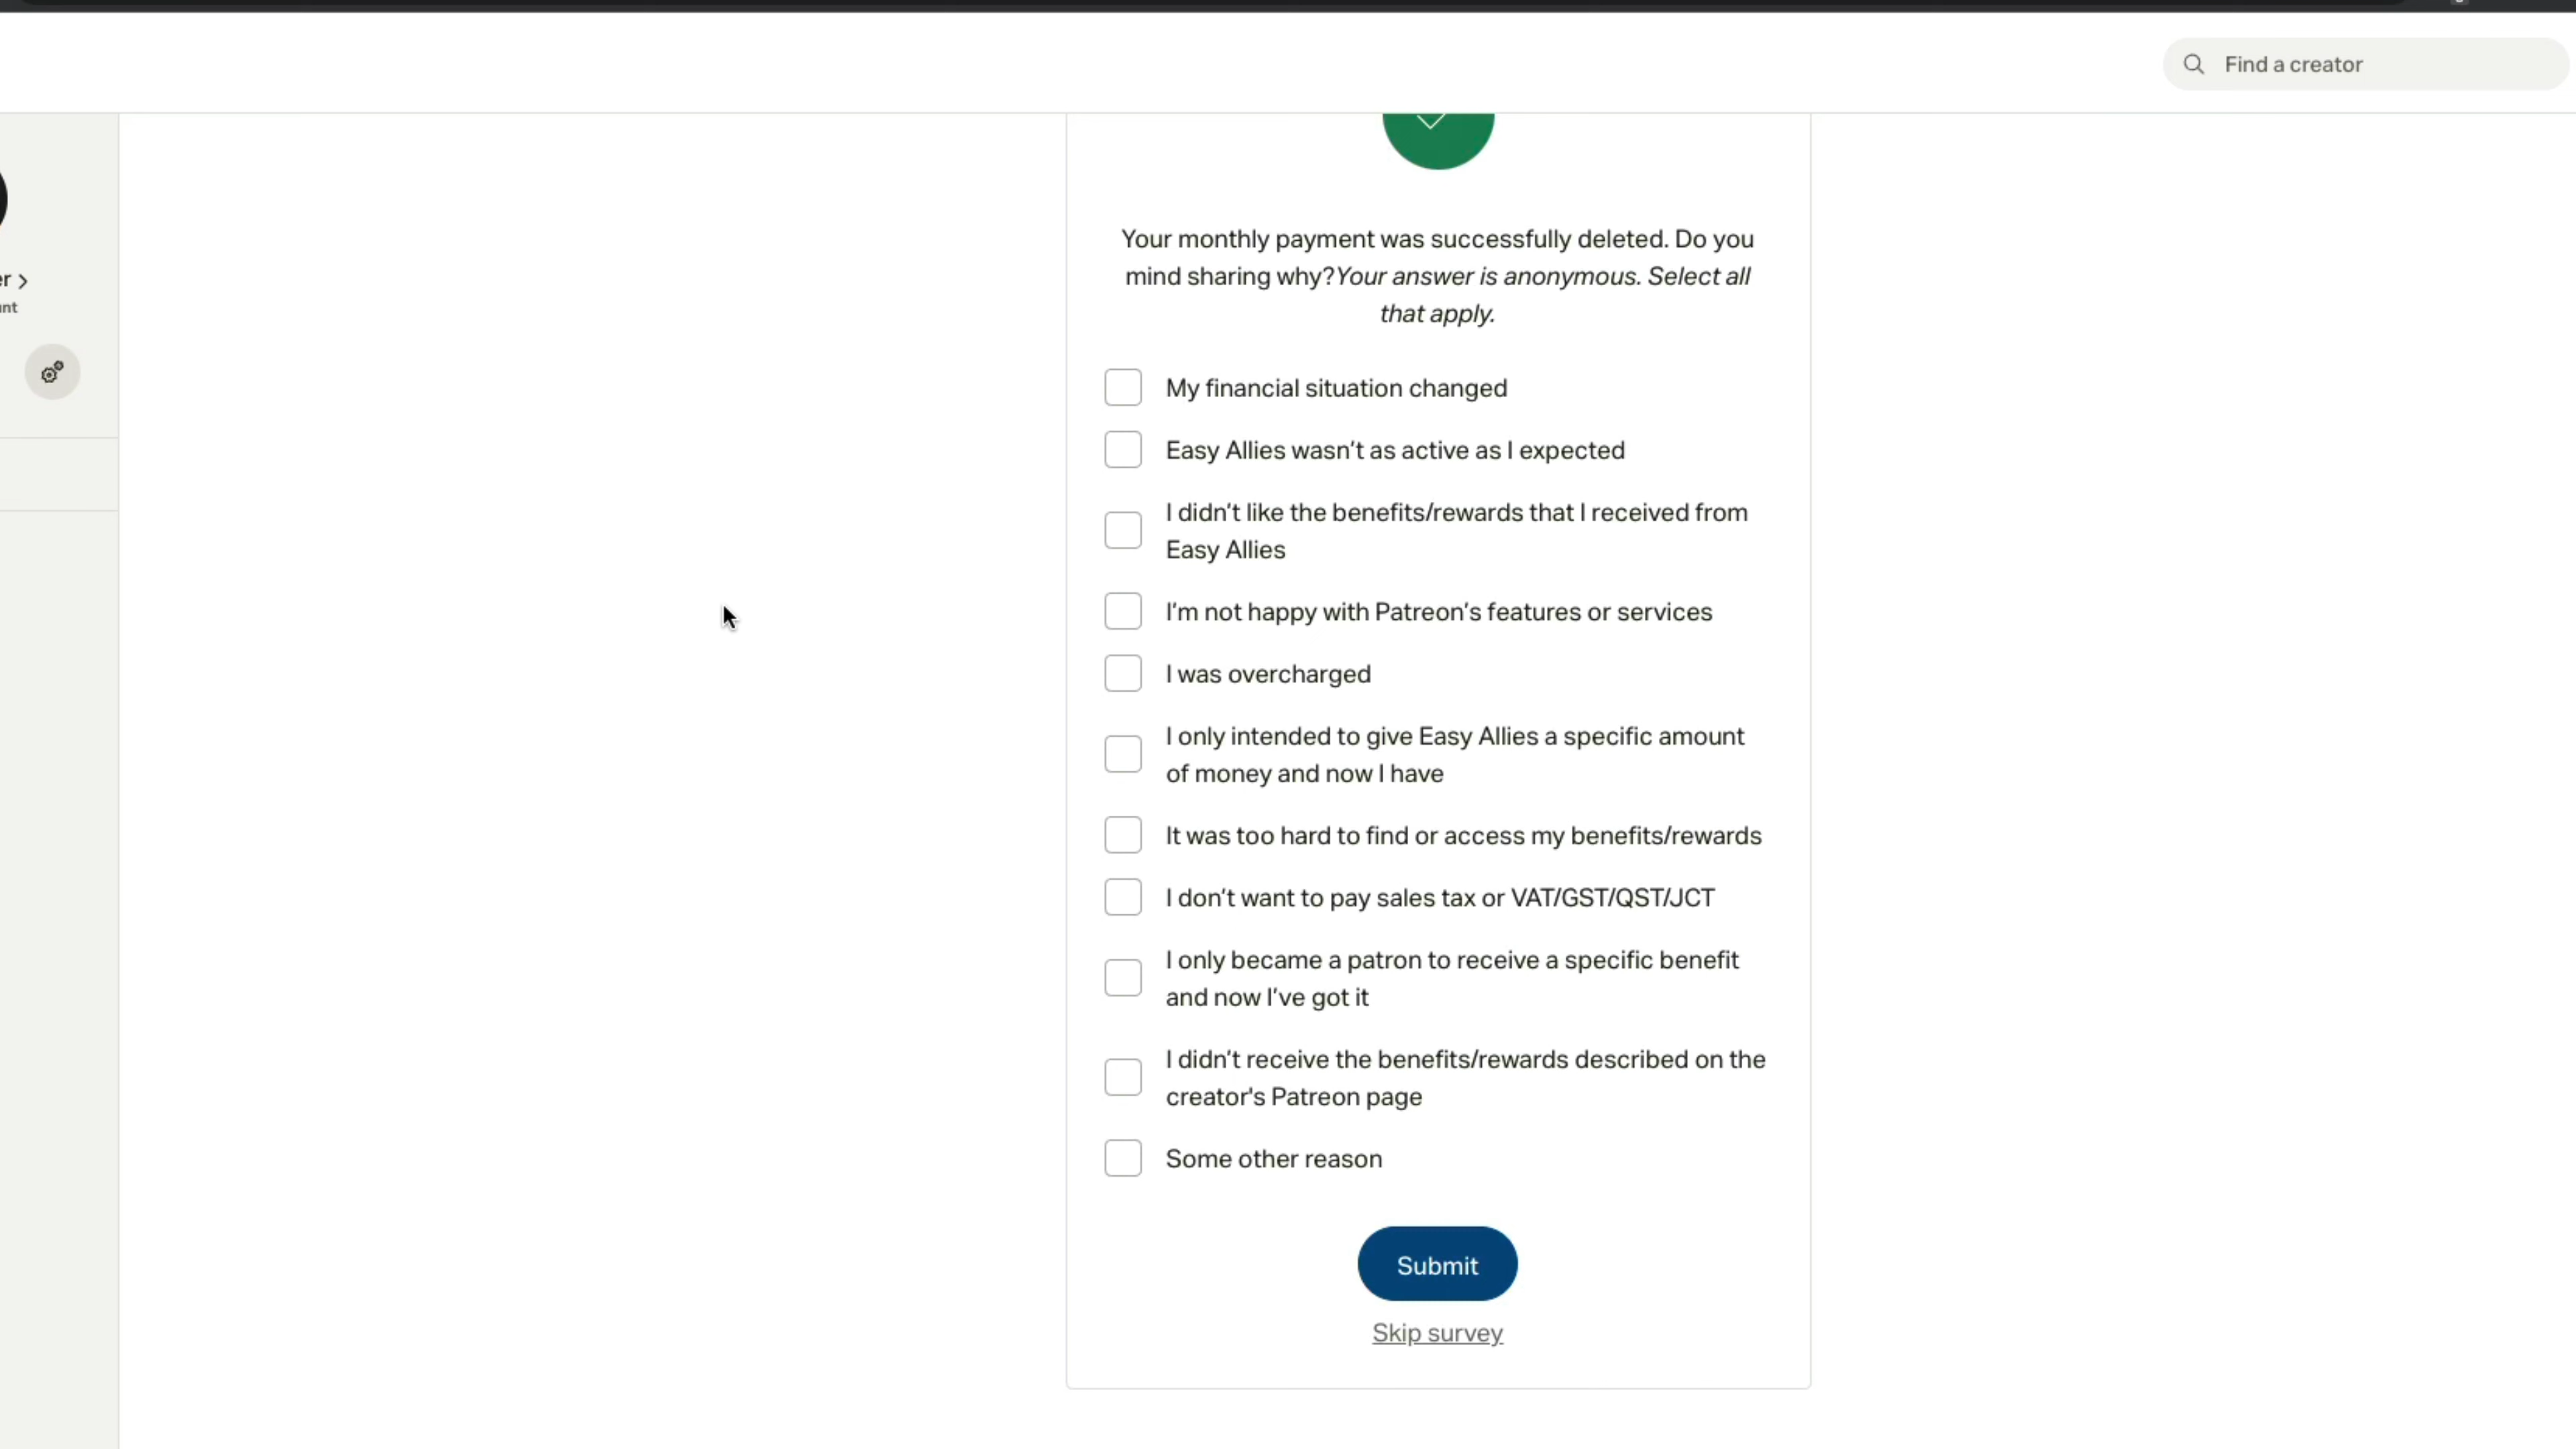 Find a creator
er
unt
Your monthly payment was successfully deleted. Do you
mind sharing why?Your answer is anonymous. Select all
that apply.
My financial situation changed
Easy Allies wasn't as active as I expected
I didn't like the benefits/rewards that I received from
Easy Allies
I'm not happy with Patreon's features or services
I was overcharged
I only intended to give Easy Allies a specific amount
of money and now I have
It was too hard to find or access my benefits/rewards
I don't want to pay sales tax or VAT/GST/QST/JCT
I only became a patron to receive a specific benefit
and now I've got it
I didn't receive the benefits/rewards described on the
creator's Patreon page
Some other reason
Submit
Skip survey